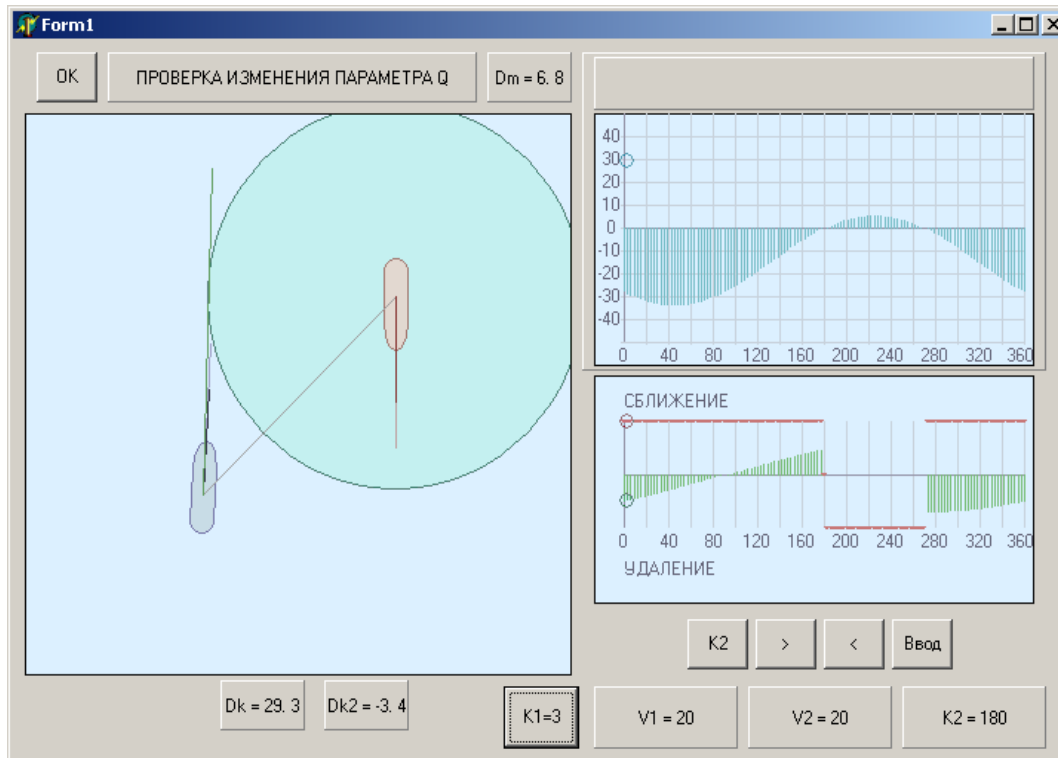 Form1
OK
ПРОВЕРКА ИЗМЕНЕНИЯ ПАРАМЕТРА Q
Dm = 6. 8
40
30
20
10
0
-10
-20
-30
-40
0 40 80 120 160 200 240 280 320 360
СБЛИЖЕНИЕ
0 40 80 120 160 200 240 280 320 360
УДАЛЕНИЕ
K2 > < Ввод
Dk = 29. 3
Dk2 = -3. 4
K1=3
V1 = 20
V2 = 20
K2 = 180